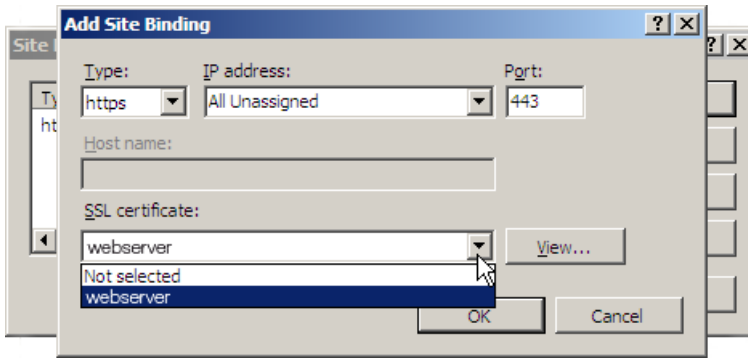 Add Site Binding
Site
Type: IP address: Port:
https All Unassigned 443
Host name:
SSL certificate:
webserver View...
Not selected
webserver
OK Cancel